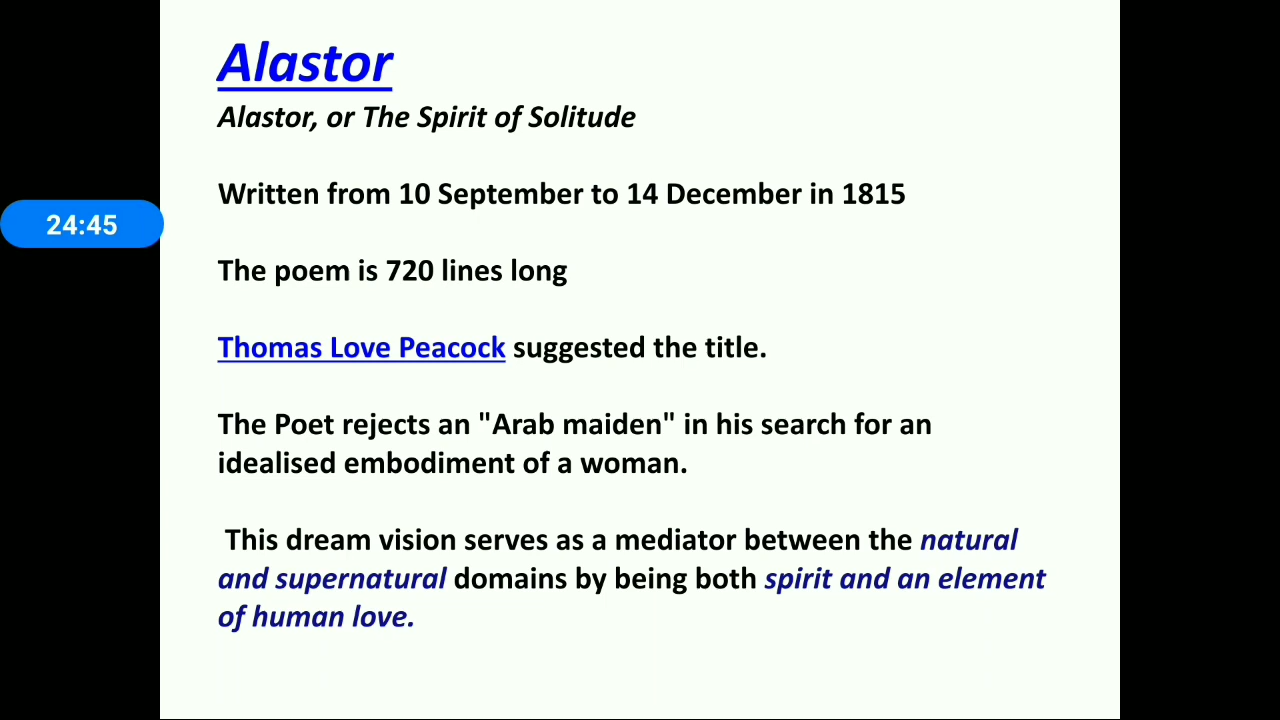 Alastor
Alastor, or The Spirit of Solitude
Written from 10 September to 14 December in 1815
24:45
The poem is 720 lines long
Thomas Love Peacock suggested the title.
The Poet rejects an "Arab maiden" in his search for an
idealised embodiment of a woman.
This dream vision serves as a mediator between the natural
and supernatural domains by being both spirit and an element
of human love.